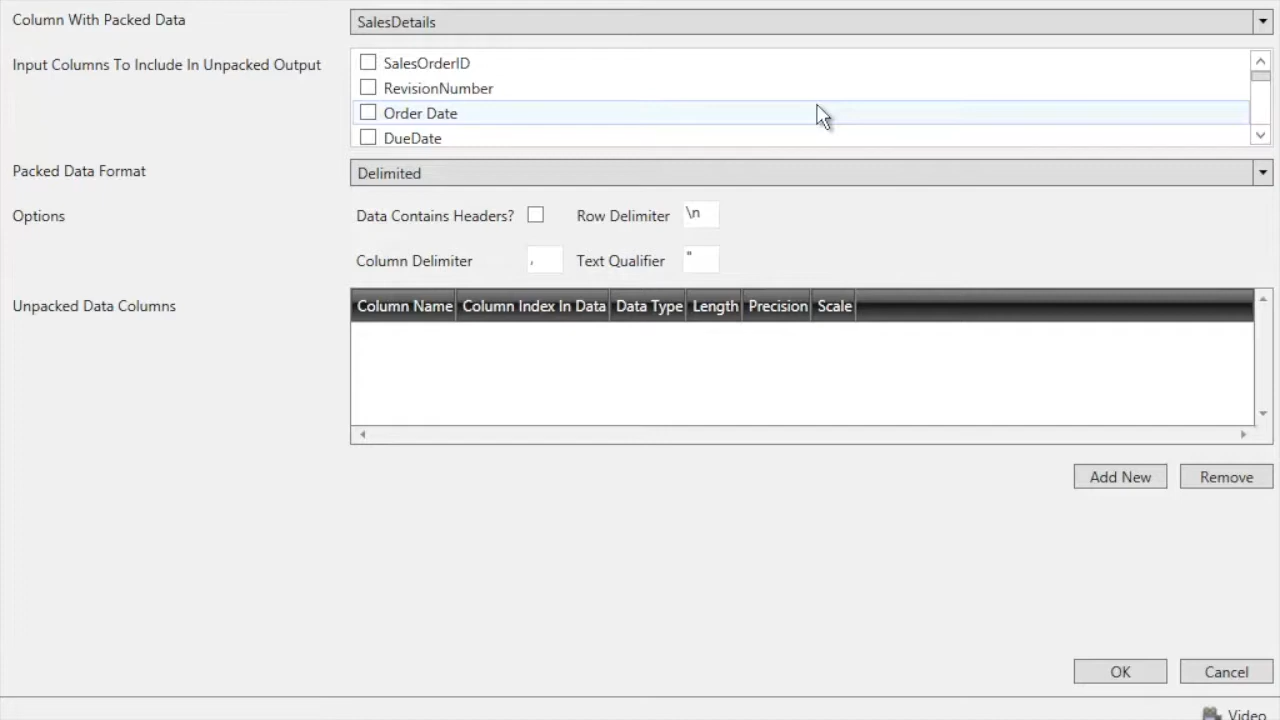 Column With Packed Data
SalesDetails
Input Columns To Include In Unpacked Output
SalesOrderID
RevisionNumber
Order Date
DueDate
Packed Data Format
Delimited
Options
Data Contains Headers?
Row Delimiter
\n
Column Delimiter
,
Text Qualifier
"
Unpacked Data Columns
Column Name Column Index In Data Data Type Length Precision Scale
Add New
Remove
OK
Cancel
Video